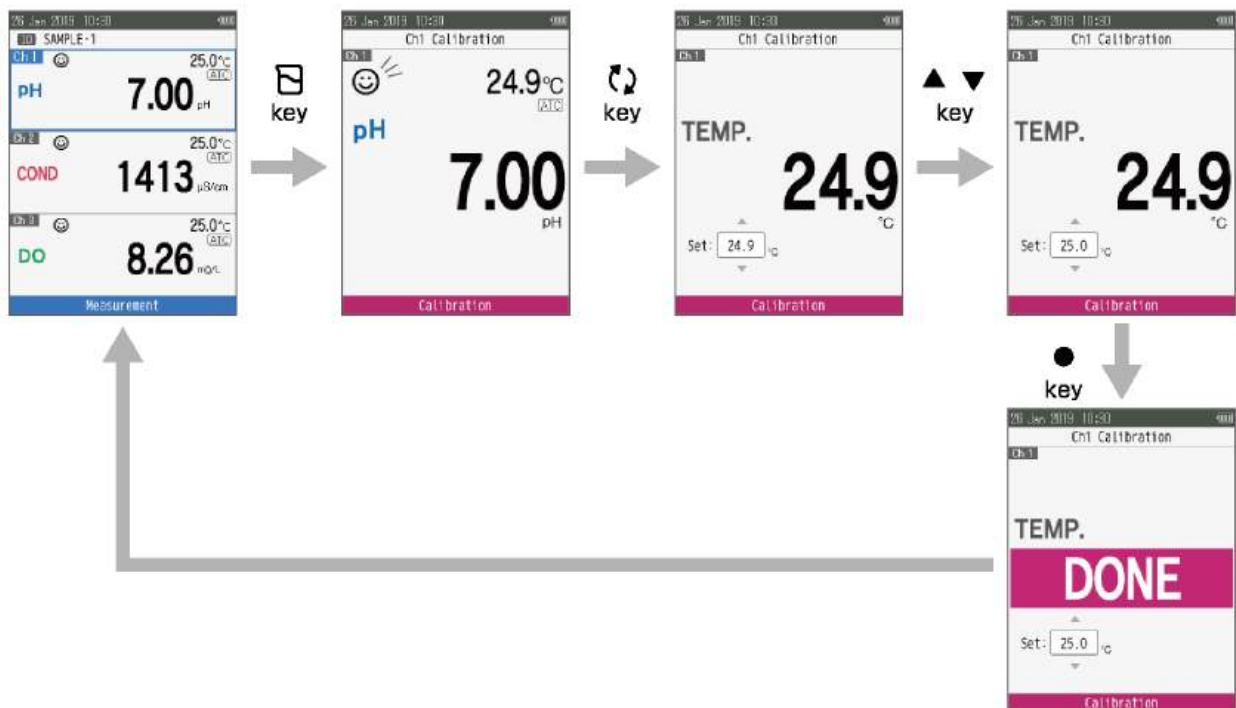 26 Jan 2019 10:30
ID SAMPLE-1
Ch 1 25.0°C
ATC
pH 7.00 pH
Ch 2 25.0°C
ATC
COND 1413 µS/cm
Ch 3 25.0°C
ATC
DO 8.26 mg/L
Measurement
key
26 Jan 2019 10:30
Ch1 Calibration
Ch 1
24.9°C
ATC
pH
7.00
pH
Calibration
key
26 Jan 2019 10:30
Ch1 Calibration
Ch 1
TEMP.
24.9
°C
Set: 24.9 °C
Calibration
▲ ▼
key
26 Jan 2019 10:30
Ch1 Calibration
Ch 1
TEMP.
24.9
°C
Set: 25.0 °C
Calibration
●
key
26 Jan 2019 10:30
Ch1 Calibration
Ch 1
TEMP.
DONE
Set: 25.0 °C
Calibration